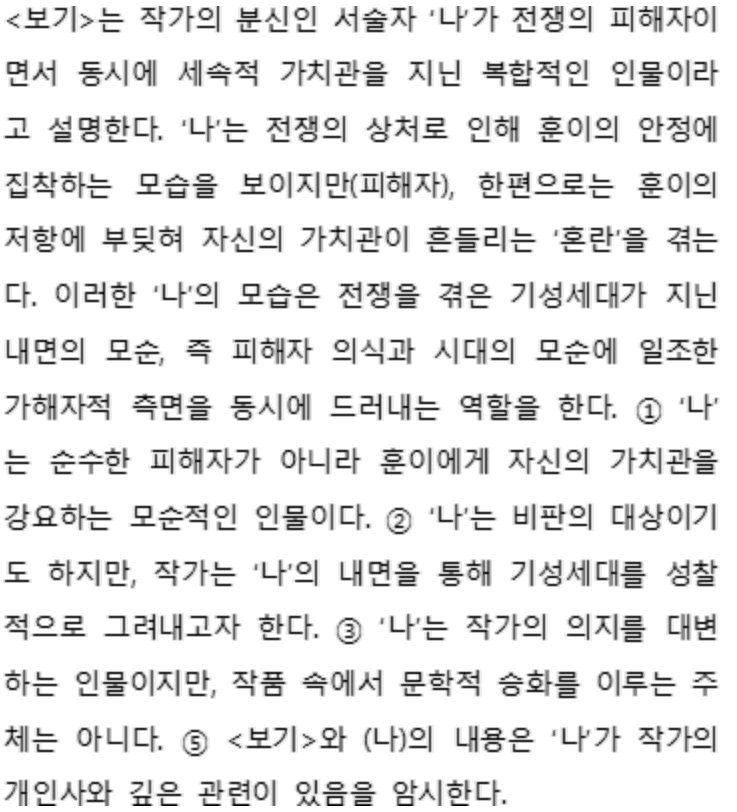 <보기>는 작가의 분신인 서술자 ‘나’가 전쟁의 피해자이
면서 동시에 세속적 가치관을 지닌 복합적인 인물이라
고 설명한다. ‘나’는 전쟁의 상처로 인해 훈이의 안정에
집착하는 모습을 보이지만(피해자), 한편으로는 훈이의
저항에 부딪혀 자신의 가치관이 흔들리는 ‘혼란’을 겪는
다. 이러한 ‘나’의 모습은 전쟁을 겪은 기성세대가 지닌
내면의 모순, 즉 피해자 의식과 시대의 모순에 일조한
가해자적 측면을 동시에 드러내는 역할을 한다. ① ‘나’
는 순수한 피해자가 아니라 훈이에게 자신의 가치관을
강요하는 모순적인 인물이다. ② ‘나’는 비판의 대상이기
도 하지만, 작가는 ‘나’의 내면을 통해 기성세대를 성찰
적으로 그려내고자 한다. ③ ‘나’는 작가의 의지를 대변
하는 인물이지만, 작품 속에서 문학적 승화를 이루는 주
체는 아니다. ⑤ <보기>와 (나)의 내용은 ‘나’가 작가의
개인사와 깊은 관련이 있음을 암시한다.